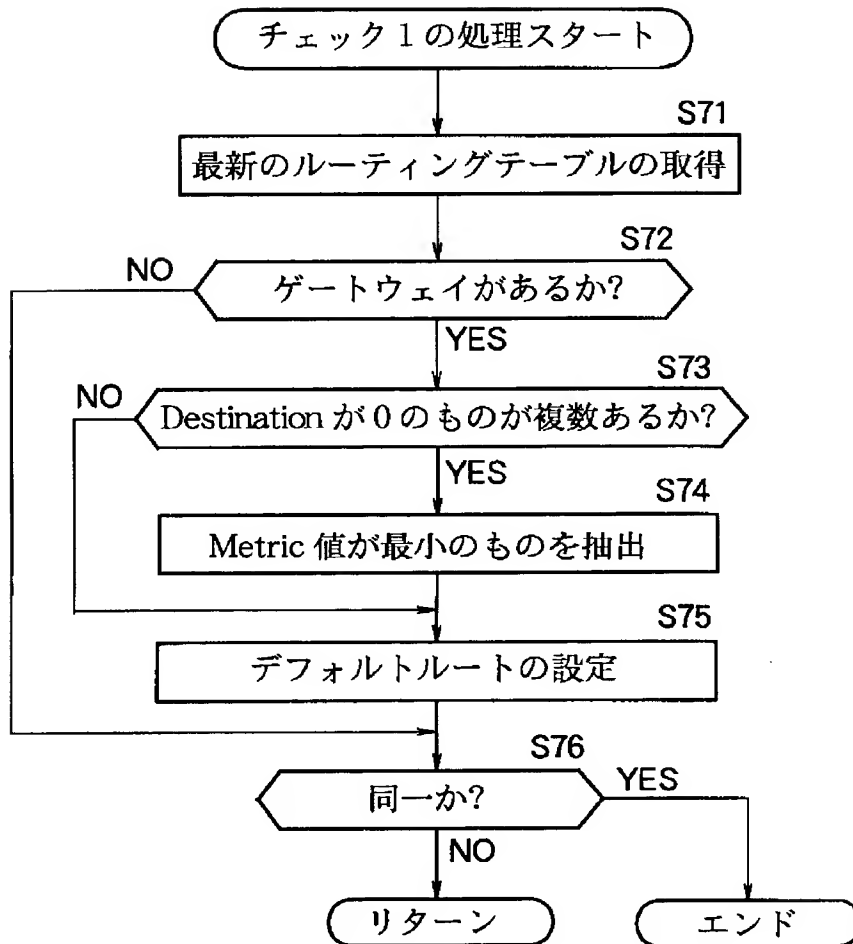 チェック1の処理スタート
S71
最新のルーティングテーブルの取得
S72
NO
ゲートウェイがあるか?
YES
S73
NO
Destination が 0 のものが複数あるか?
YES
S74
Metric 値が最小のものを抽出
S75
デフォルトルートの設定
S76
同一か?
YES
NO
リターン
エンド